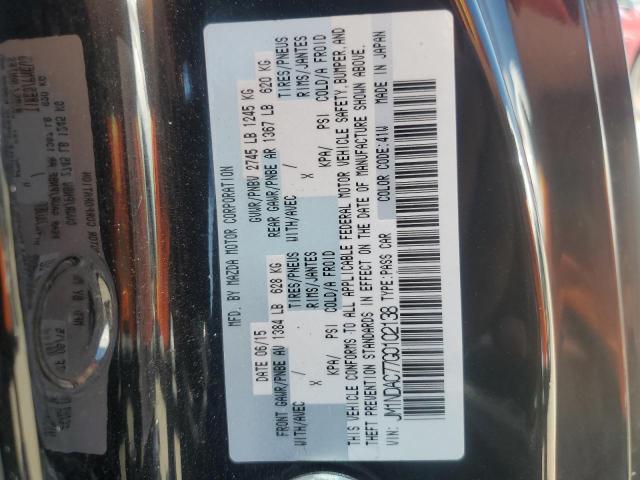 MFD. BY MAZDA MOTOR CORPORATION
DATE 06/15 GVWR/PNBV 2745 LB 1245 KG
FRONT GAWR/PNBE AV 1384 LB 628 KG REAR GAWR/PNBE AR 1367 LB 620 KG
WITH/AVEC / TIRES/PNEUS WITH/AVEC / TIRES/PNEUS
X RIMS/JANTES X RIMS/JANTES
KPA/ PSI COLD/A FROID KPA/ PSI COLD/A FROID
THIS VEHICLE CONFORMS TO ALL APPLICABLE FEDERAL MOTOR VEHICLE SAFETY,BUMPER,AND
THEFT PREVENTION STANDARDS IN EFFECT ON THE DATE OF MANUFACTURE SHOWN ABOVE.
VIN: JM1NDAC77G0102138 TYPE:PASS CAR COLOR CODE:41W MADE IN JAPAN